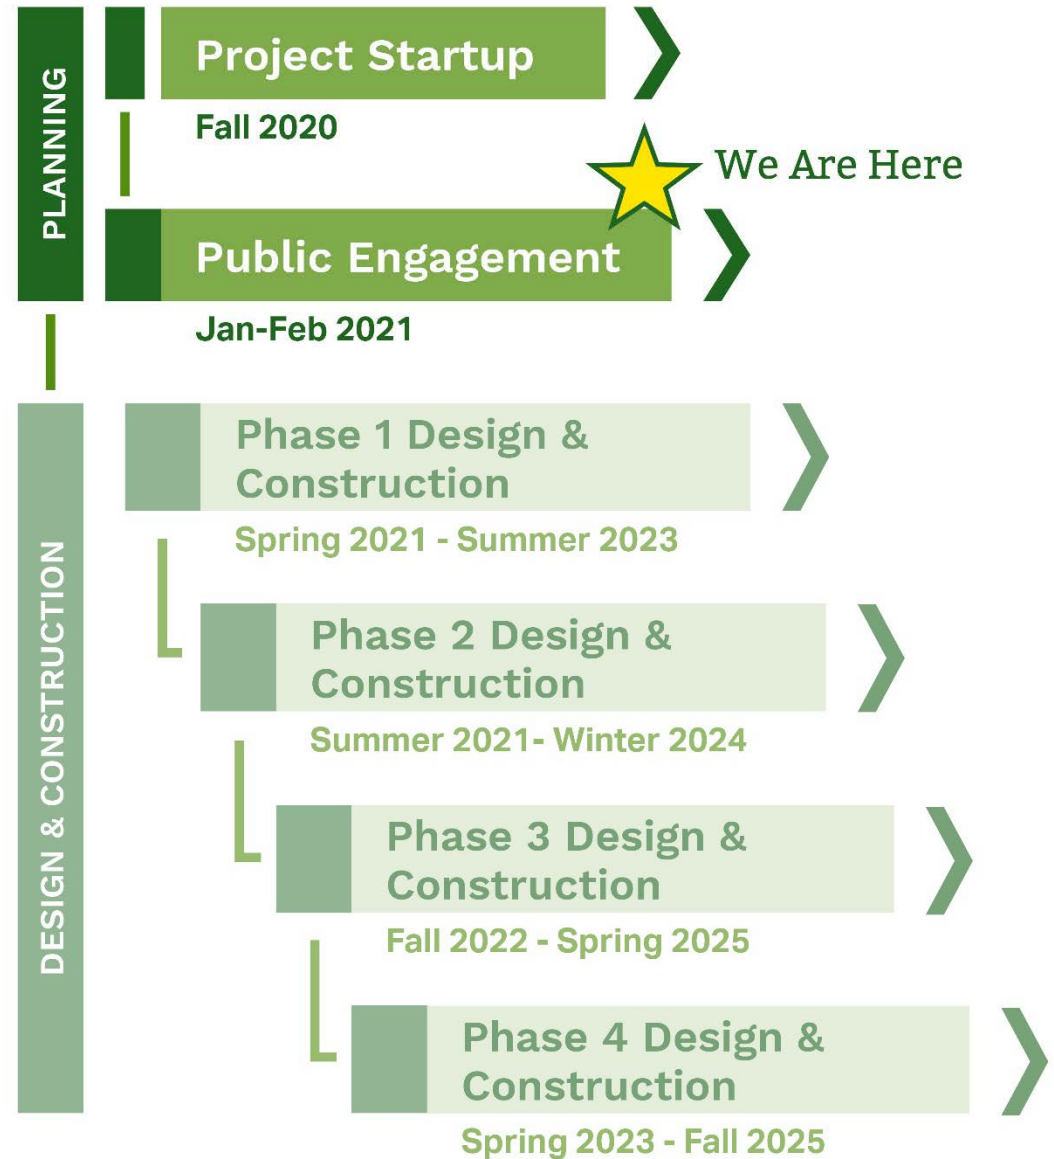 PLANNING
Project Startup
Fall 2020
We Are Here
Public Engagement
Jan-Feb 2021
DESIGN & CONSTRUCTION
Phase 1 Design &
Construction
Spring 2021 - Summer 2023
Phase 2 Design &
Construction
Summer 2021- Winter 2024
Phase 3 Design &
Construction
Fall 2022 - Spring 2025
Phase 4 Design &
Construction
Spring 2023 - Fall 2025